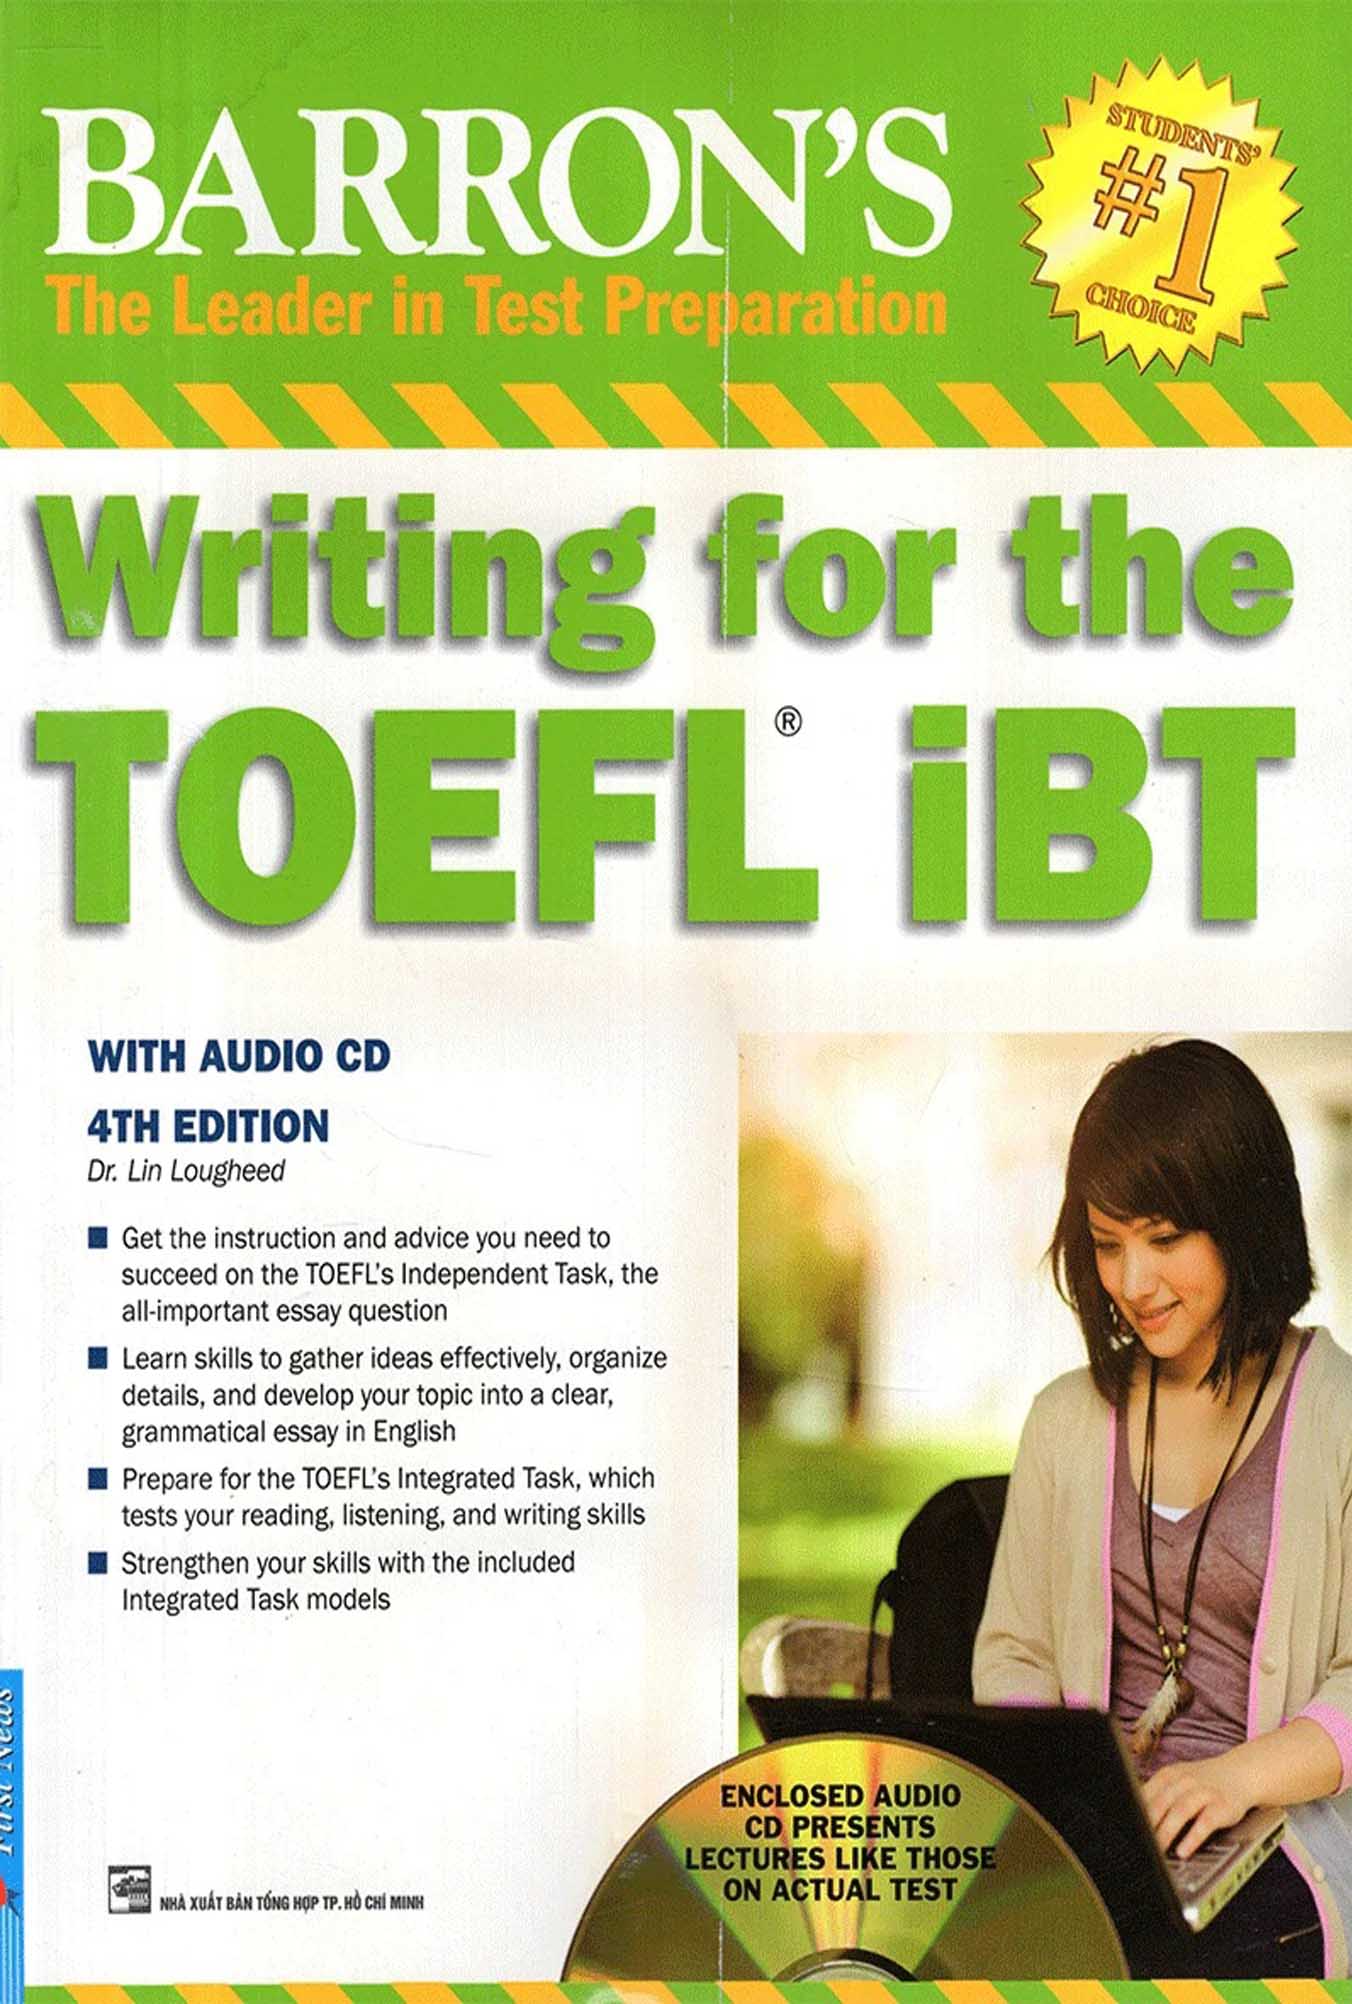 BARRON'S
The Leader in Test Preparation
STUDENTS'
#1
CHOICE
Writing for the
TOEFL® iBT
WITH AUDIO CD
4TH EDITION
Dr. Lin Lougheed
■ Get the instruction and advice you need to
succeed on the TOEFL's Independent Task, the
all-important essay question
■ Learn skills to gather ideas effectively, organize
details, and develop your topic into a clear,
grammatical essay in English
■ Prepare for the TOEFL's Integrated Task, which
tests your reading, listening, and writing skills
■ Strengthen your skills with the included
Integrated Task models
First News
ENCLOSED AUDIO
CD PRESENTS
LECTURES LIKE THOSE
ON ACTUAL TEST
NHÀ XUẤT BẢN TỔNG HỢP TP. HỒ CHÍ MINH